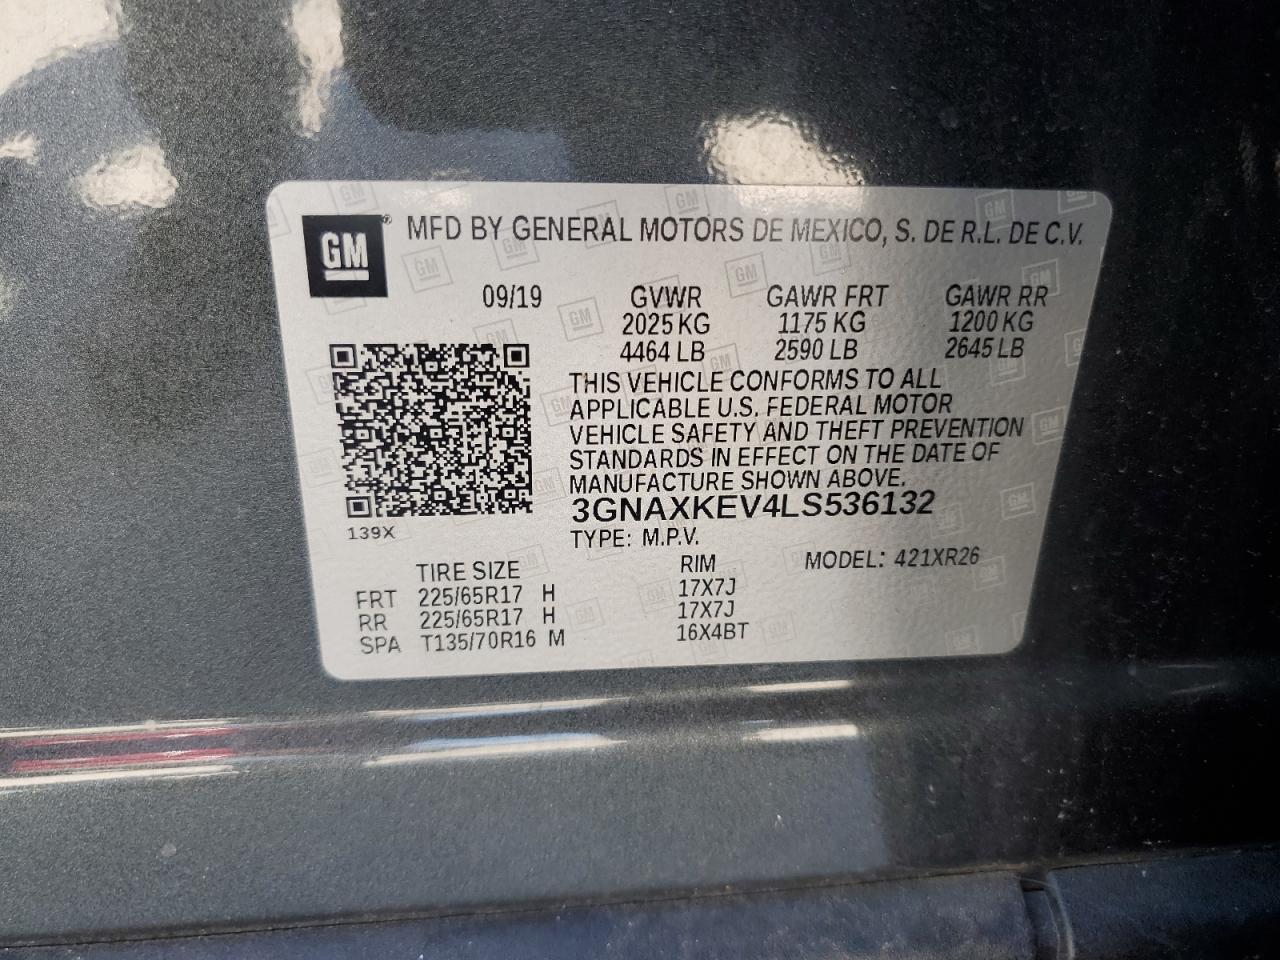 GM® MFD BY GENERAL MOTORS DE MEXICO, S. DE R.L. DE C.V.
09/19 GVWR GAWR FRT GAWR RR
2025 KG 1175 KG 1200 KG
4464 LB 2590 LB 2645 LB
THIS VEHICLE CONFORMS TO ALL
APPLICABLE U.S. FEDERAL MOTOR
VEHICLE SAFETY AND THEFT PREVENTION
STANDARDS IN EFFECT ON THE DATE OF
MANUFACTURE SHOWN ABOVE.
3GNAXKEV4LS536132
139X
TYPE: M.P.V.
TIRE SIZE RIM MODEL: 421XR26
FRT 225/65R17 H 17X7J
RR 225/65R17 H 17X7J
SPA T135/70R16 M 16X4BT